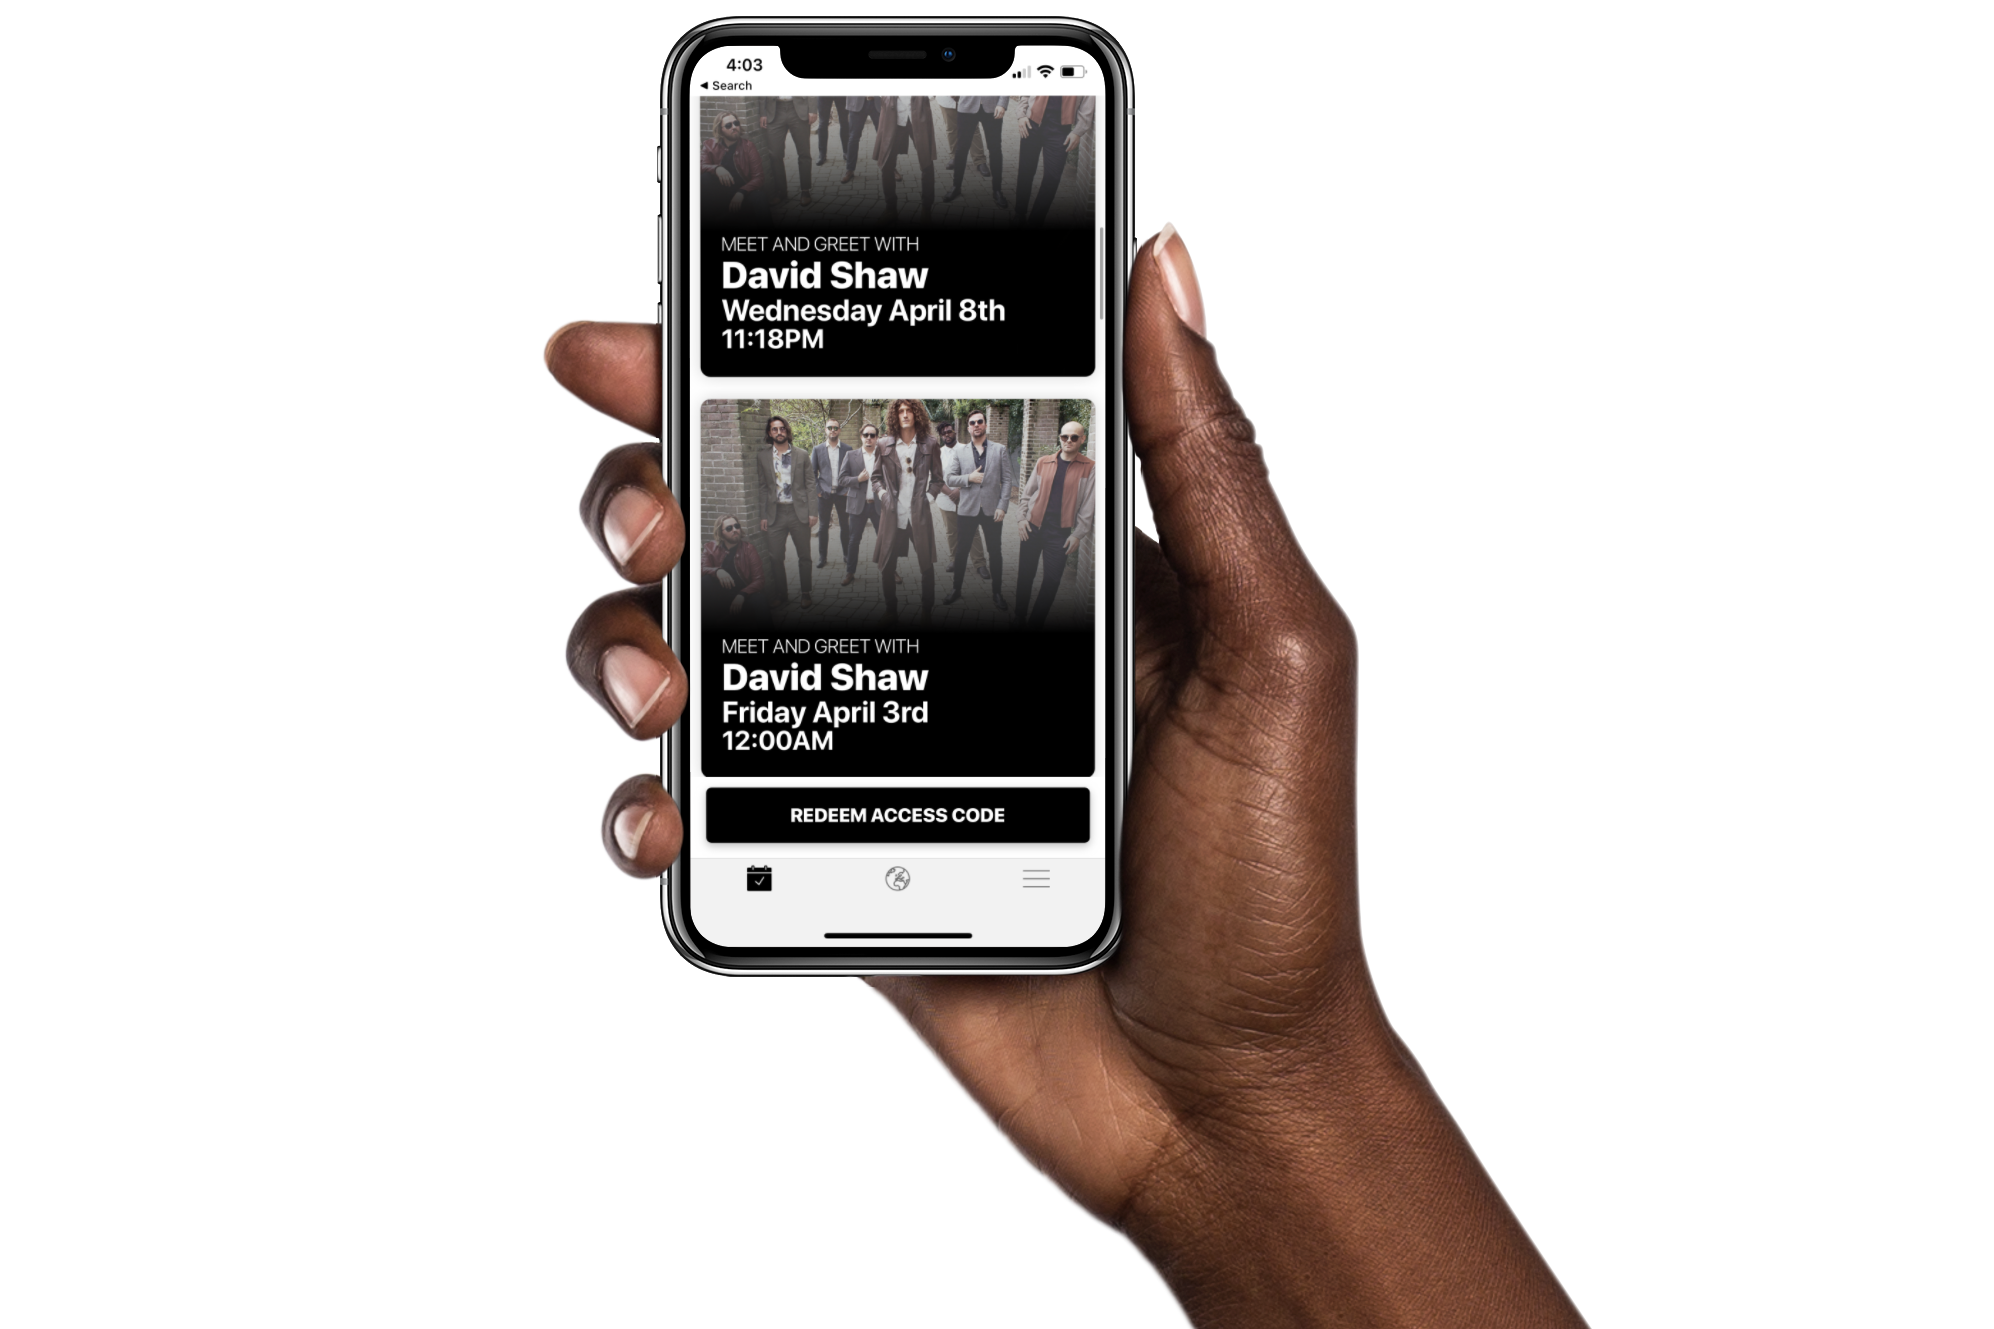 4:03
◀ Search
MEET AND GREET WITH
David Shaw
Wednesday April 8th
11:18PM
MEET AND GREET WITH
David Shaw
Friday April 3rd
12:00AM
REDEEM ACCESS CODE